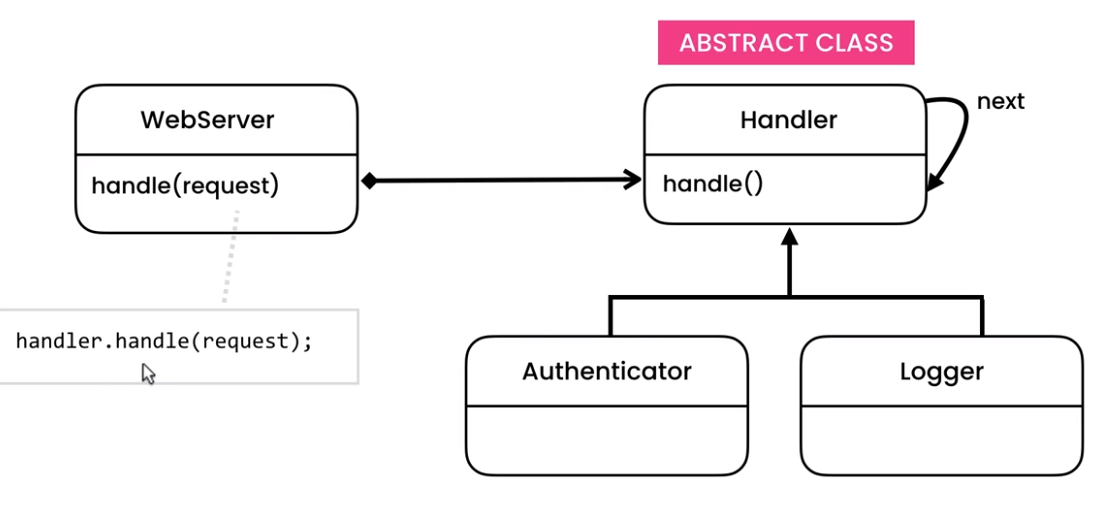 ABSTRACT CLASS
WebServer
handle(request)
Handler
handle()
next
handler.handle(request);
Authenticator
Logger